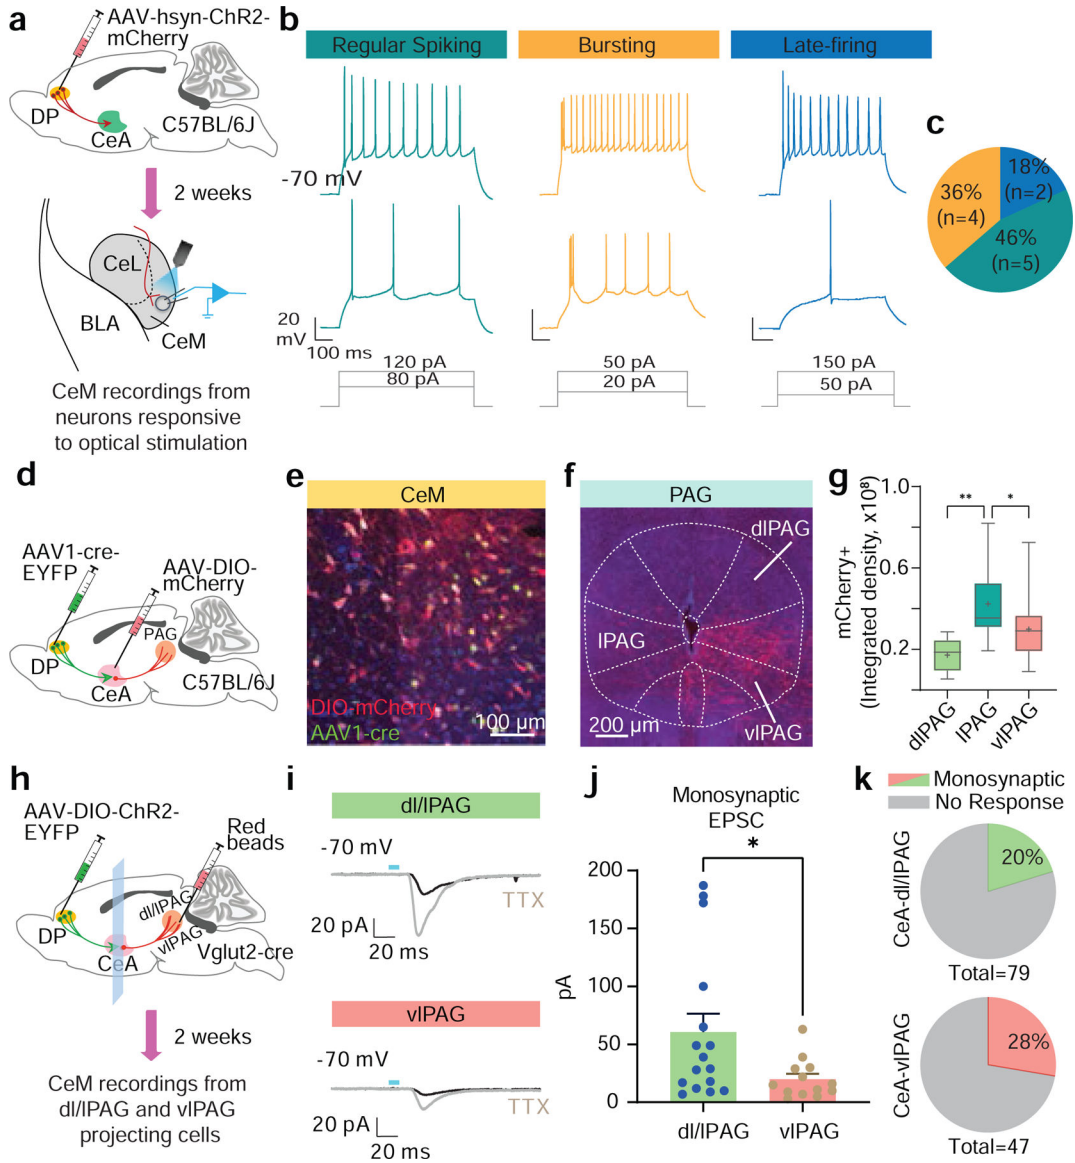 a
AAV-hsyn-ChR2-
mCherry
DP
CeA
C57BL/6J
2 weeks
CeL
BLA
CeM
CeM recordings from
neurons responsive
to optical stimulation
b
Regular Spiking
Bursting
Late-firing
-70 mV
20
mV
100 ms
120 pA
80 pA
50 pA
20 pA
150 pA
50 pA
c
18%
(n=2)
36%
(n=4)
46%
(n=5)
d
AAV1-cre-
EYFP
AAV-DIO-
mCherry
PAG
DP
CeA
C57BL/6J
e
CeM
DIO-mCherry
AAV1-cre
100 µm
f
PAG
dlPAG
lPAG
vlPAG
200 µm
g
mCherry+
(Integrated density, x10⁸)
1.0
0.2
**
*
dlPAG
lPAG
vlPAG
h
AAV-DIO-ChR2-
EYFP
Red
beads
dl/lPAG
vlPAG
DP
CeA
Vglut2-cre
2 weeks
CeM recordings from
dl/lPAG and vlPAG
projecting cells
i
dl/lPAG
-70 mV
TTX
20 pA
20 ms
vlPAG
-70 mV
TTX
20 pA
20 ms
j
Monosynaptic
EPSC
*
pA
200
150
100
50
0
dl/lPAG
vlPAG
k
Monosynaptic
No Response
CeA-dl/lPAG
20%
Total=79
CeA-vlPAG
28%
Total=47